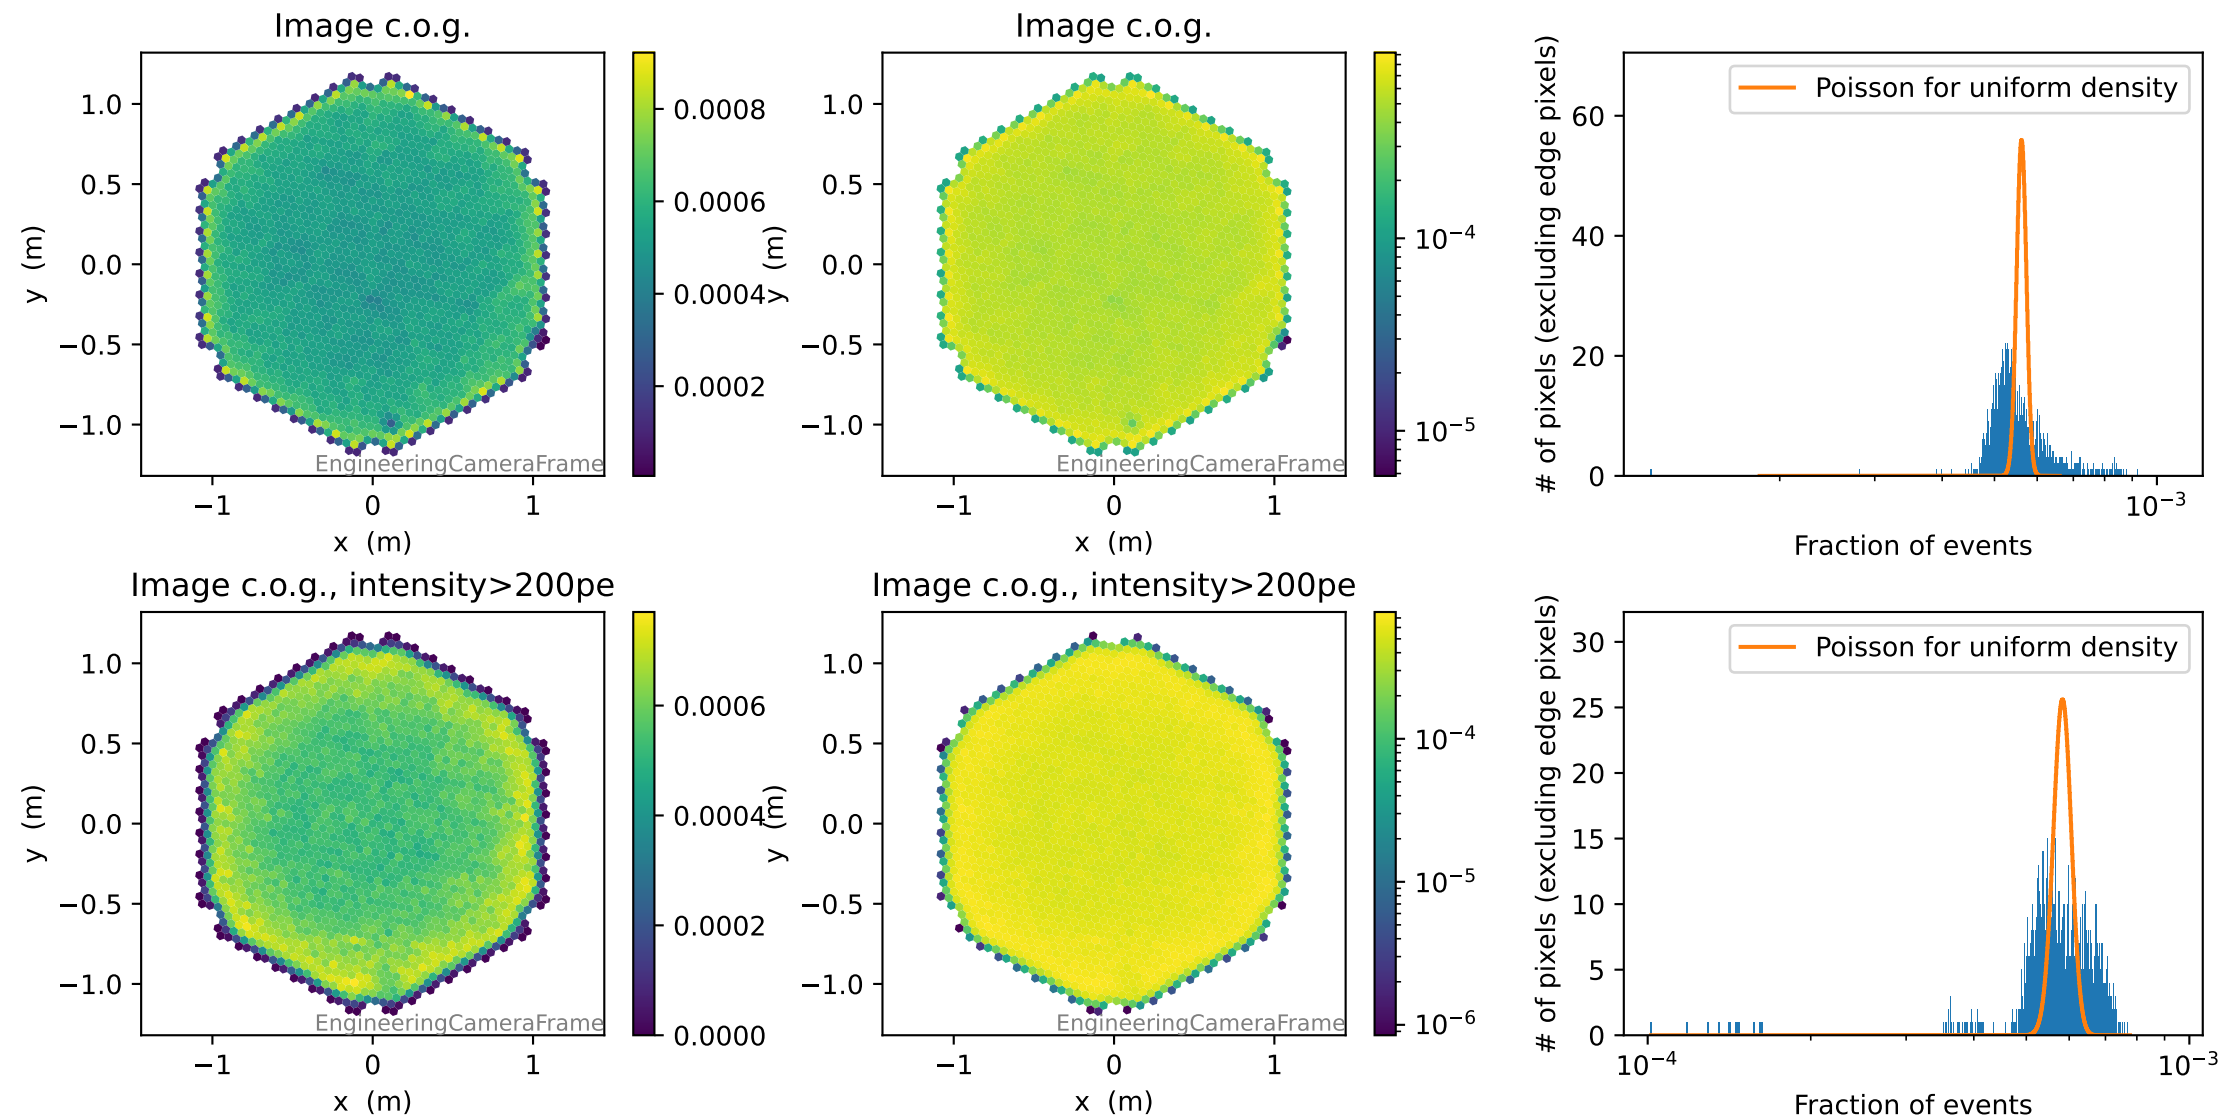 Image c.o.g.
y (m)
1.0
0.5
0.0
−0.5
−1.0
−1
0
1
x (m)
EngineeringCameraFrame
0.0008
0.0006
0.0004
0.0002
Image c.o.g.
y (m)
1.0
0.5
0.0
−0.5
−1.0
−1
0
1
x (m)
EngineeringCameraFrame
10⁻⁴
10⁻⁵
# of pixels (excluding edge pixels)
60
40
20
0
Poisson for uniform density
10⁻³
Fraction of events
Image c.o.g., intensity>200pe
y (m)
1.0
0.5
0.0
−0.5
−1.0
−1
0
1
x (m)
EngineeringCameraFrame
0.0006
0.0004
0.0002
0.0000
Image c.o.g., intensity>200pe
y (m)
1.0
0.5
0.0
−0.5
−1.0
−1
0
1
x (m)
EngineeringCameraFrame
10⁻⁴
10⁻⁵
10⁻⁶
# of pixels (excluding edge pixels)
30
25
20
15
10
5
0
Poisson for uniform density
10⁻⁴
10⁻³
Fraction of events